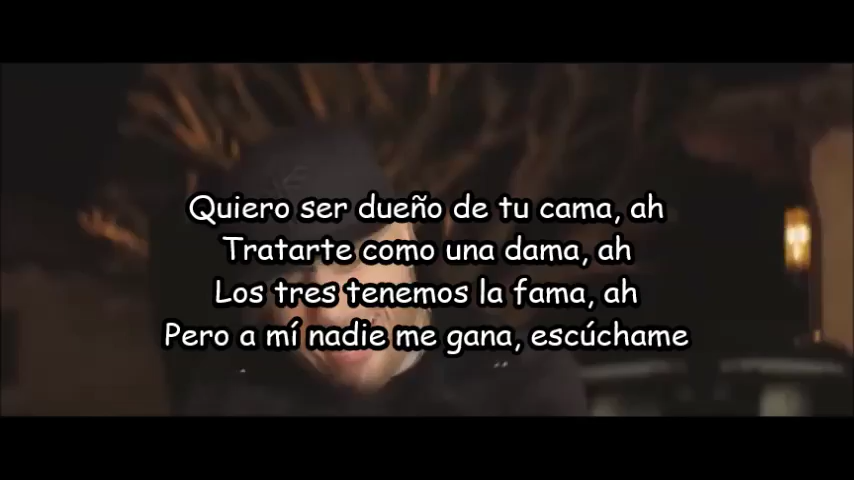 Quiero ser dueño de tu cama, ah
Tratarte como una dama, ah
Los tres tenemos la fama, ah
Pero a mí nadie me gana, escúchame